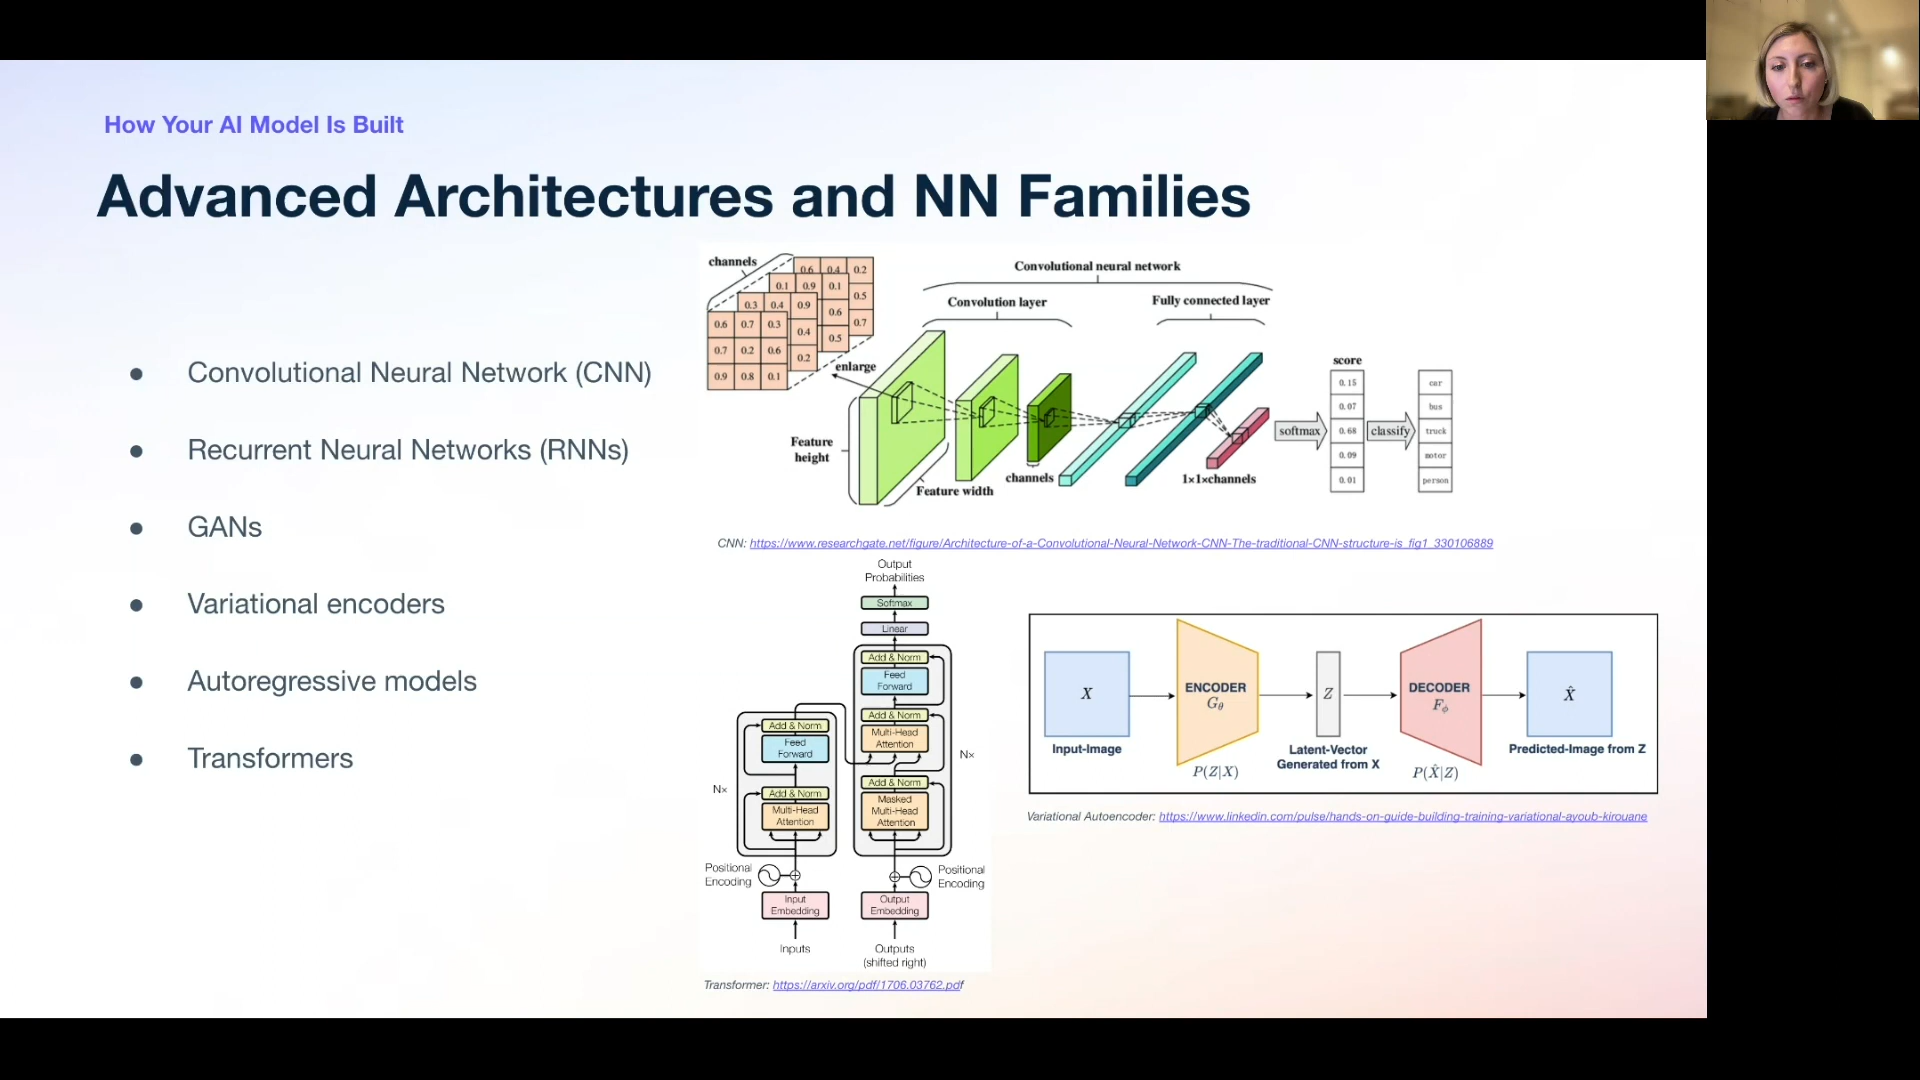 How Your AI Model Is Built
Advanced Architectures and NN Families
● Convolutional Neural Network (CNN)
● Recurrent Neural Networks (RNNs)
● GANs
● Variational encoders
● Autoregressive models
● Transformers
channels
0.6 0.4 0.2
0.1 0.9 0.1
0.5
0.3 0.4 0.9
0.6
0.7
0.6 0.7 0.3
0.4
0.5
0.7 0.2 0.6
0.2
0.9 0.8 0.1
enlarge
Convolutional neural network
Convolution layer
Fully connected layer
Feature height
Feature width
channels
1×1×channels
softmax
score
0.15
0.07
0.68
0.09
0.01
classify
car
bus
truck
motor
person
CNN: https://www.researchgate.net/figure/Architecture-of-a-Convolutional-Neural-Network-CNN-The-traditional-CNN-structure-is_fig1_330106889
Output
Probabilities
Softmax
Linear
Add & Norm
Feed
Forward
Add & Norm
Multi-Head
Attention
Nx
Add & Norm
Masked
Multi-Head
Attention
Add & Norm
Feed
Forward
Nx
Add & Norm
Multi-Head
Attention
Positional
Encoding
Positional
Encoding
Input
Embedding
Output
Embedding
Inputs
Outputs
(shifted right)
Transformer: https://arxiv.org/pdf/1706.03762.pdf
X
Input-Image
ENCODER
Gθ
P(Z|X)
Z
Latent-Vector
Generated from X
DECODER
Fϕ
P(X̂|Z)
X̂
Predicted-Image from Z
Variational Autoencoder: https://www.linkedin.com/pulse/hands-on-guide-building-training-variational-ayoub-kirouane